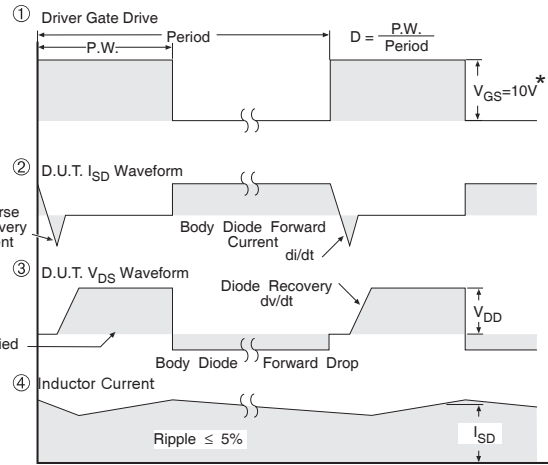 ① Driver Gate Drive
P.W.
Period
D = P.W.
Period
VGS=10V*
② D.U.T. ISD Waveform
Body Diode Forward
Current
di/dt
③ D.U.T. VDS Waveform
Diode Recovery
dv/dt
VDD
Body Diode Forward Drop
④ Inductor Current
Ripple ≤ 5%
ISD